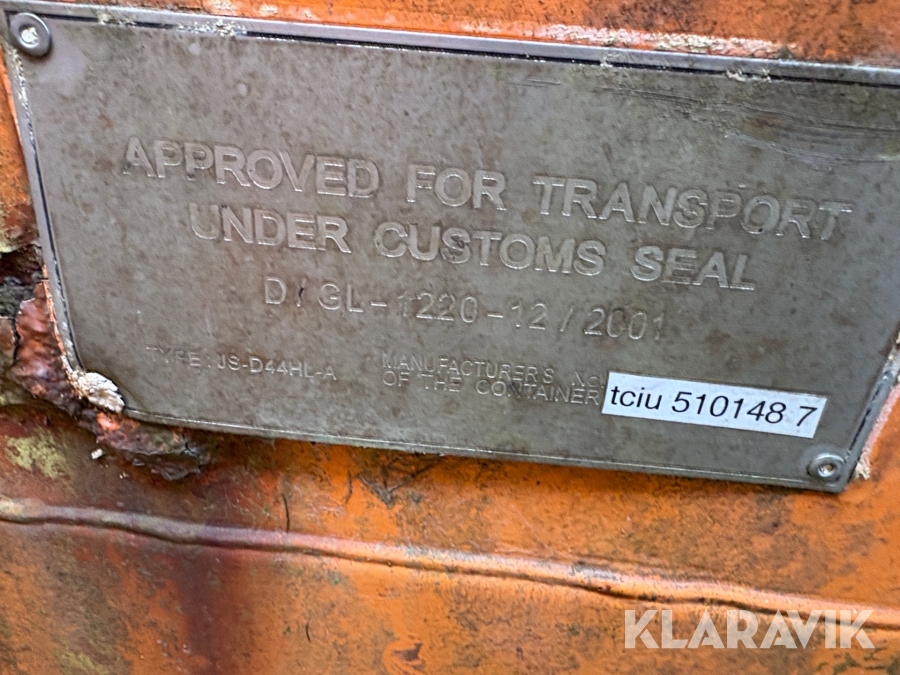 APPROVED FOR TRANSPORT
UNDER CUSTOMS SEAL
D / GL - 1220 - 12 / 2001
TYPE : JS-D44HL-A
MANUFACTURER'S NO.
OF THE CONTAINER
tciu 510148 7
KLARAVIK